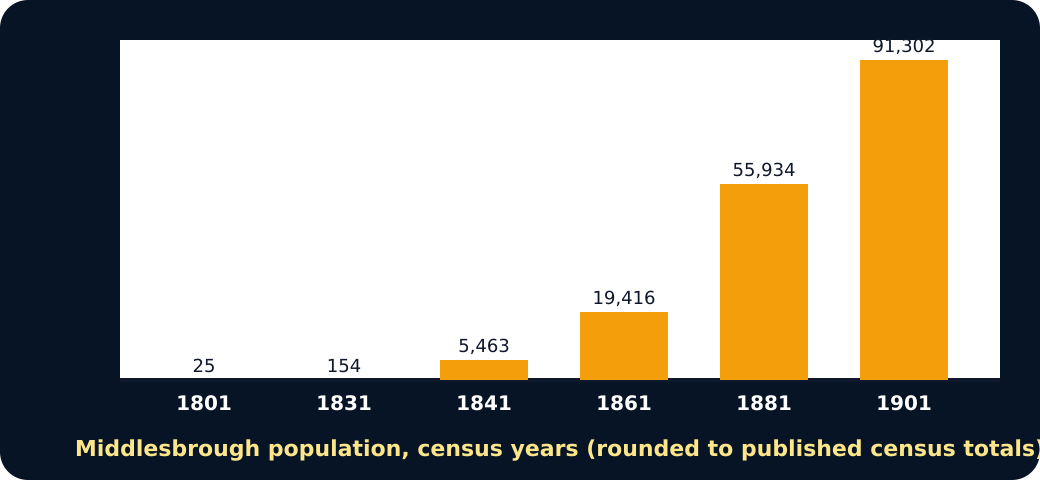 91,302
55,934
19,416
5,463
25 154
1801 1831 1841 1861 1881 1901
Middlesbrough population, census years (rounded to published census totals)